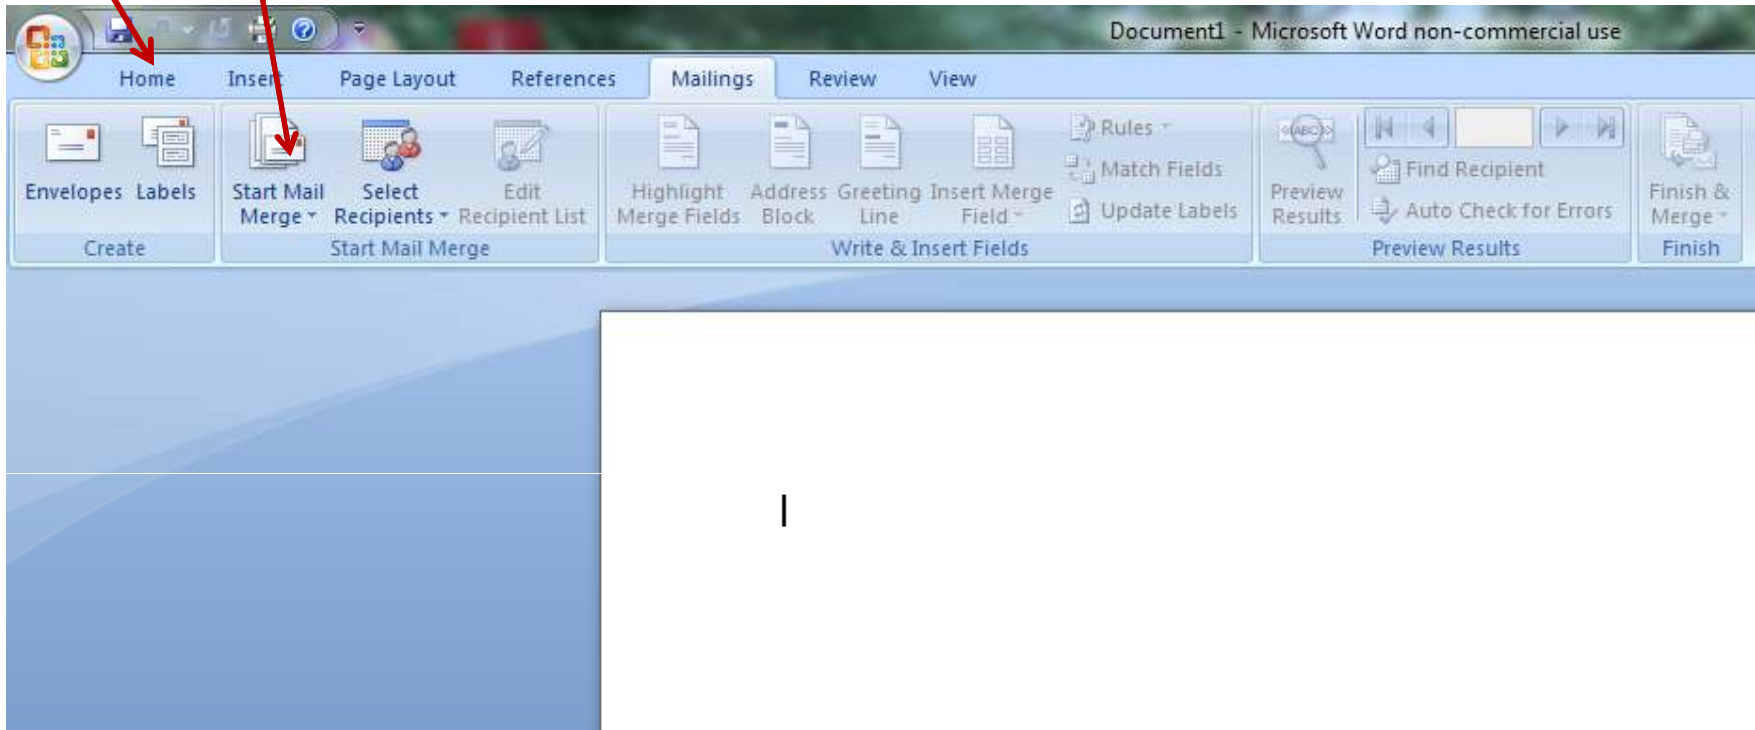 Document1 - Microsoft Word non-commercial use
Home Insert Page Layout References Mailings Review View
Envelopes Labels
Create
Start Mail Merge
Select Recipients
Edit Recipient List
Start Mail Merge
Highlight Merge Fields
Address Block
Greeting Line
Insert Merge Field
Rules
Match Fields
Update Labels
Write & Insert Fields
«ABC»
Preview Results
Find Recipient
Auto Check for Errors
Preview Results
Finish & Merge
Finish